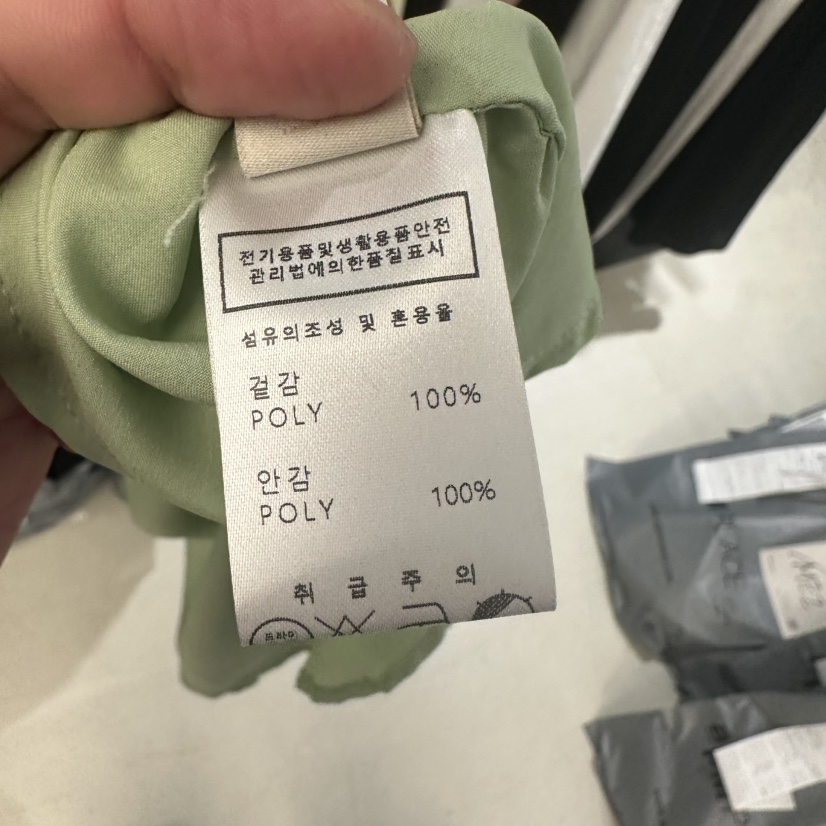 전기용품및생활용품안전
관리법에의한품질표시
섬유의조성 및 혼용율
겉감
POLY 100%
안감
POLY 100%
취 급 주 의